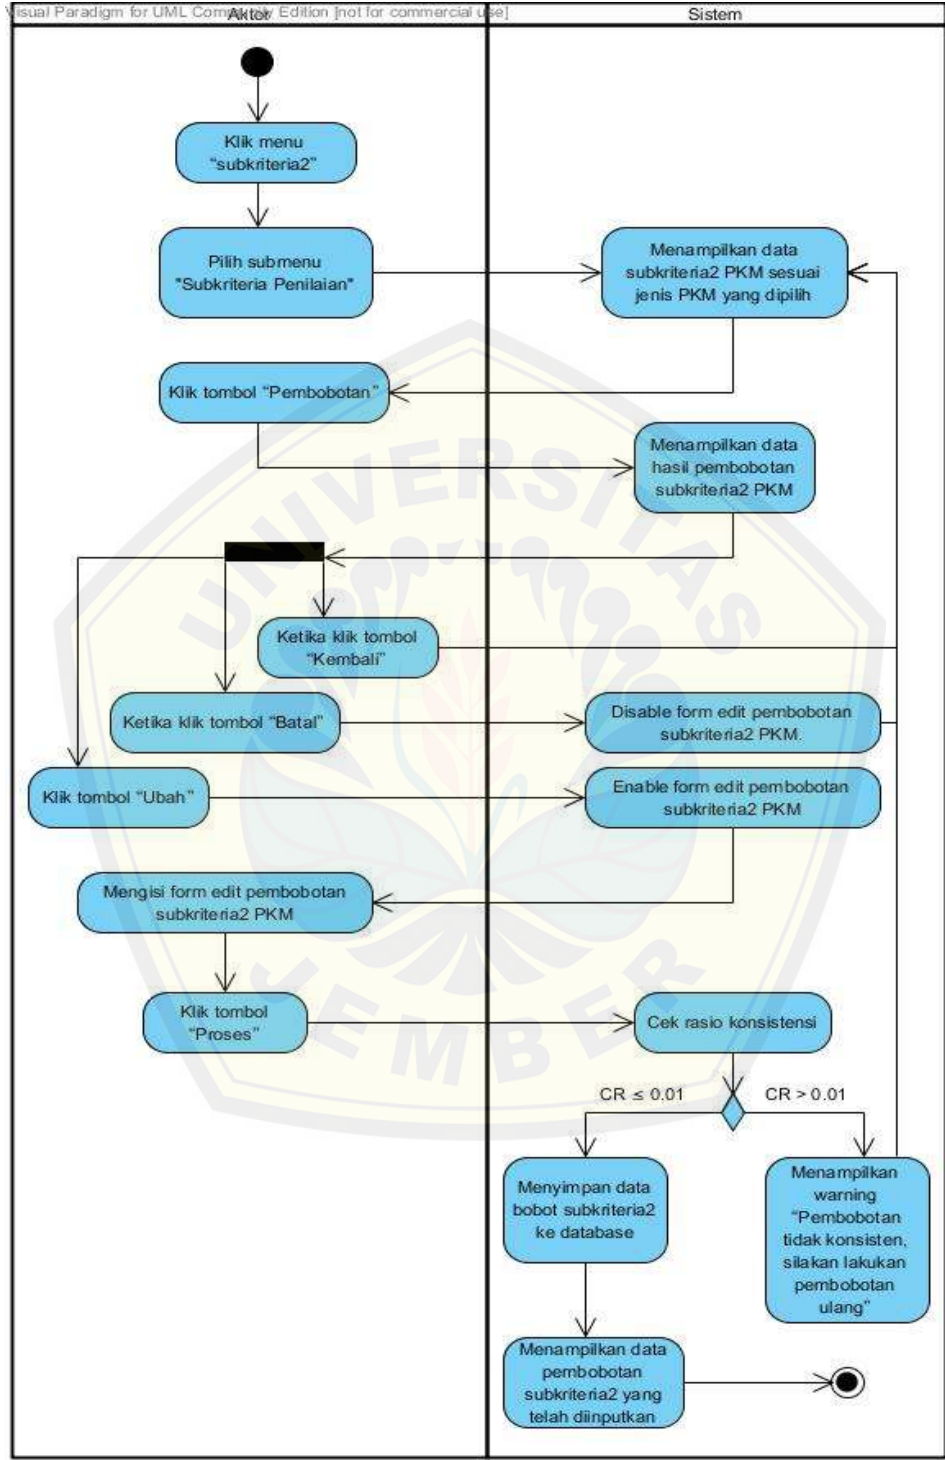 Visual Paradigm for UML Community Edition [not for commercial use]
Aktor
Sistem
Klik menu
"subkriteria2"
Pilih submenu
"Subkriteria Penilaian"
Menampilkan data
subkriteria2 PKM sesuai
jenis PKM yang dipilih
Klik tombol "Pembobotan"
Menampilkan data
hasil pembobotan
subkriteria2 PKM
Ketika klik tombol
"Kembali"
Ketika klik tombol "Batal"
Disable form edit pembobotan
subkriteria2 PKM.
Klik tombol "Ubah"
Enable form edit pembobotan
subkriteria2 PKM
Mengisi form edit pembobotan
subkriteria2 PKM
Klik tombol
"Proses"
Cek rasio konsistensi
CR ≤ 0.01
CR > 0.01
Menyimpan data
bobot subkriteria2
ke database
Menampilkan
warning
"Pembobotan
tidak konsisten,
silakan lakukan
pembobotan
ulang"
Menampilkan data
pembobotan
subkriteria2 yang
telah diinputkan
UNIVERSITAS
JEMBER